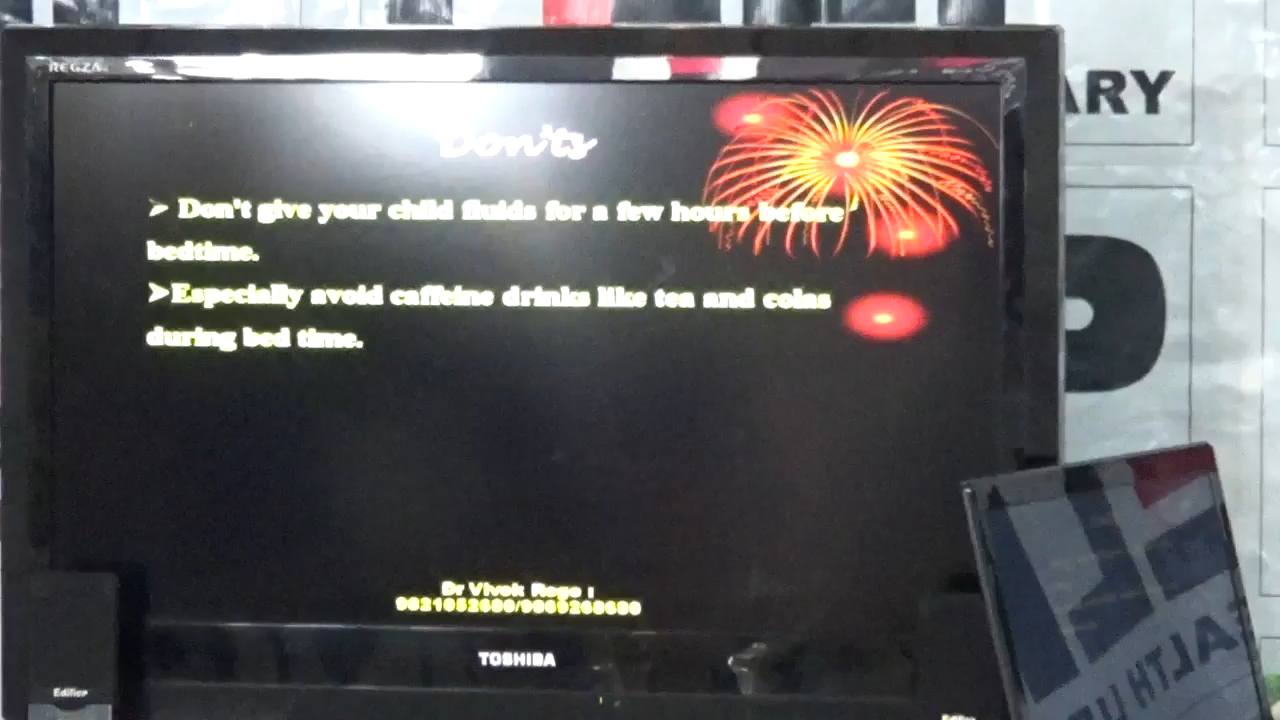 REGZA
ARY
Don'ts
➢ Don't give your child fluids for a few hours before
bedtime.
➢Especially avoid caffeine drinks like tea and colas
during bed time.
P
Dr Vivek Rego :
TOSHIBA
Edifier